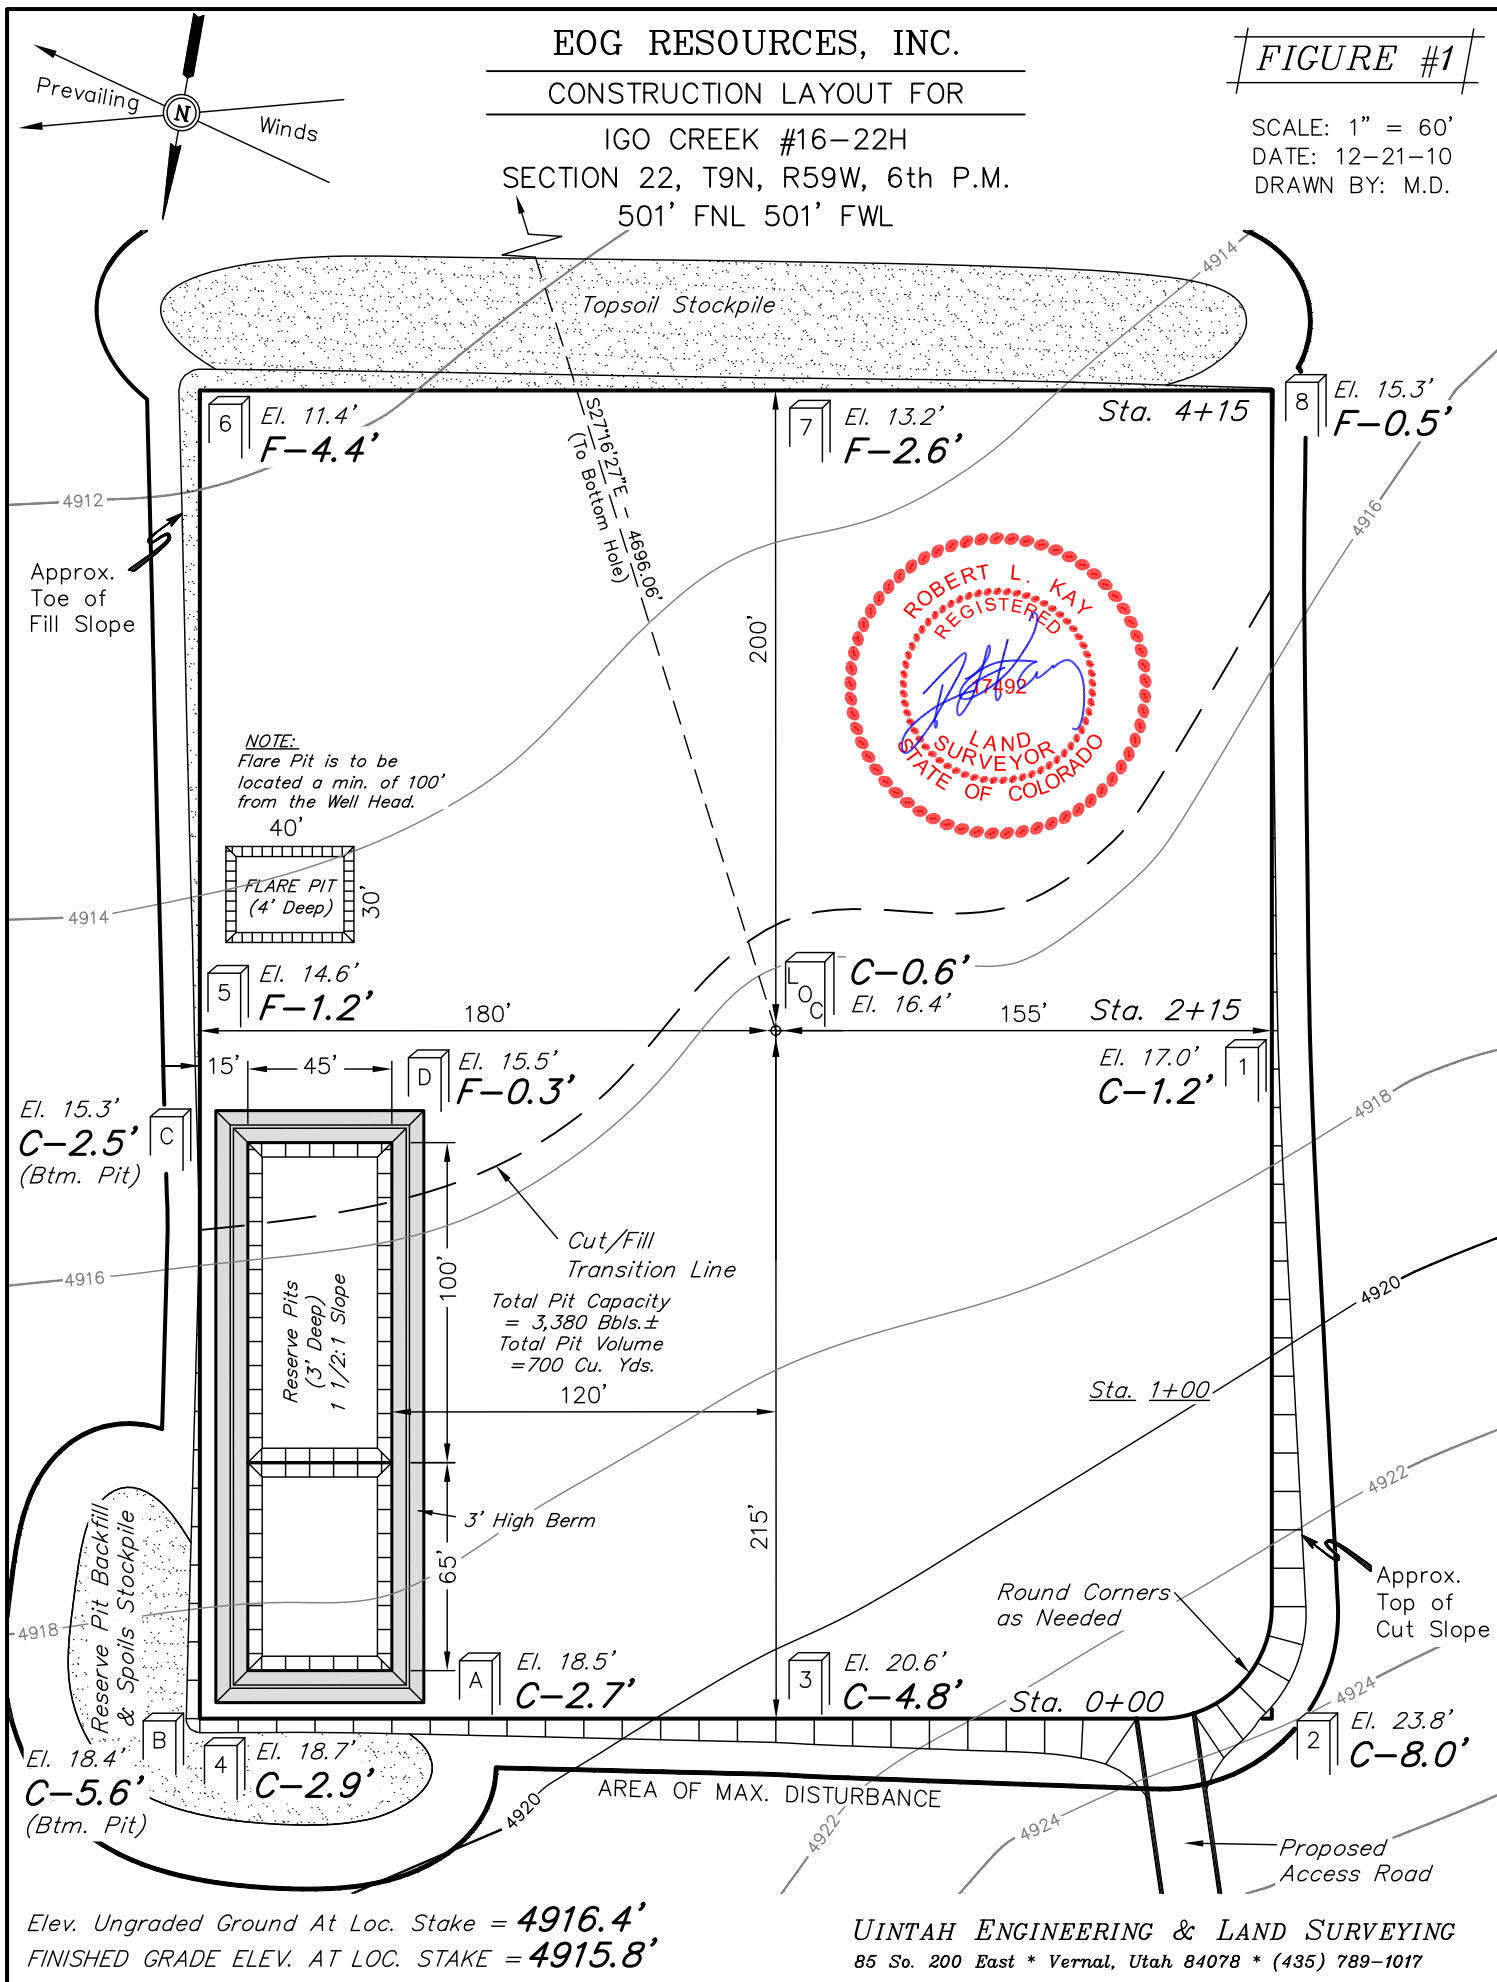 EOG RESOURCES, INC.
CONSTRUCTION LAYOUT FOR
IGO CREEK #16-22H
SECTION 22, T9N, R59W, 6th P.M.
501' FNL 501' FWL
FIGURE #1
SCALE: 1" = 60'
DATE: 12-21-10
DRAWN BY: M.D.
Prevailing
Winds
N
Topsoil Stockpile
4914
6
El. 11.4'
F-4.4'
7
El. 13.2'
F-2.6'
Sta. 4+15
8
El. 15.3'
F-0.5'
S27°16'27"E - 4696.06'
(To Bottom Hole)
4912
4916
Approx.
Toe of
Fill Slope
200'
ROBERT L. KAY
REGISTERED
17492
LAND
SURVEYOR
STATE OF COLORADO
NOTE:
Flare Pit is to be
located a min. of 100'
from the Well Head.
40'
FLARE PIT
(4' Deep)
30'
4914
5
El. 14.6'
F-1.2'
LOC
C-0.6'
El. 16.4'
180'
155'
Sta. 2+15
15'
45'
D
El. 15.5'
F-0.3'
El. 17.0'
C-1.2'
1
El. 15.3'
C-2.5'
(Btm. Pit)
C
4918
Cut/Fill
Transition Line
4916
100'
Reserve Pits
(3' Deep)
1 1/2:1 Slope
Total Pit Capacity
= 3,380 Bbls.±
Total Pit Volume
=700 Cu. Yds.
4920
120'
Sta. 1+00
4922
3' High Berm
65'
215'
Reserve Pit Backfill
& Spoils Stockpile
4918
Round Corners
as Needed
Approx.
Top of
Cut Slope
A
El. 18.5'
C-2.7'
3
El. 20.6'
C-4.8'
Sta. 0+00
4924
2
El. 23.8'
C-8.0'
B
El. 18.4'
C-5.6'
(Btm. Pit)
4
El. 18.7'
C-2.9'
AREA OF MAX. DISTURBANCE
4920
4922
4924
Proposed
Access Road
Elev. Ungraded Ground At Loc. Stake = 4916.4'
FINISHED GRADE ELEV. AT LOC. STAKE = 4915.8'
UINTAH ENGINEERING & LAND SURVEYING
85 So. 200 East * Vernal, Utah 84078 * (435) 789-1017